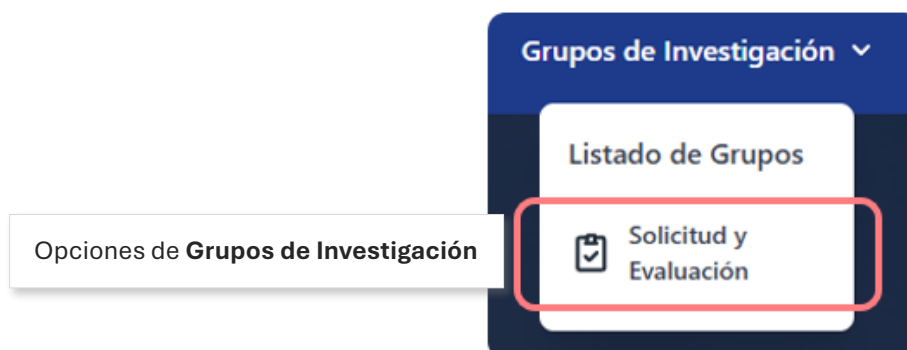 Grupos de Investigación
Listado de Grupos
Solicitud y
Evaluación
Opciones de Grupos de Investigación